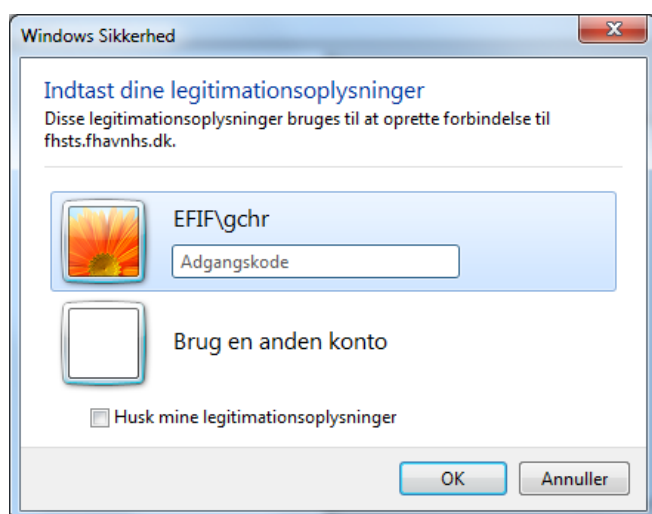 Windows Sikkerhed
Indtast dine legitimationsoplysninger
Disse legitimationsoplysninger bruges til at oprette forbindelse til
fhsts.fhavnhs.dk.
EFIF\gchr
Adgangskode
Brug en anden konto
Husk mine legitimationsoplysninger
OK
Annuller